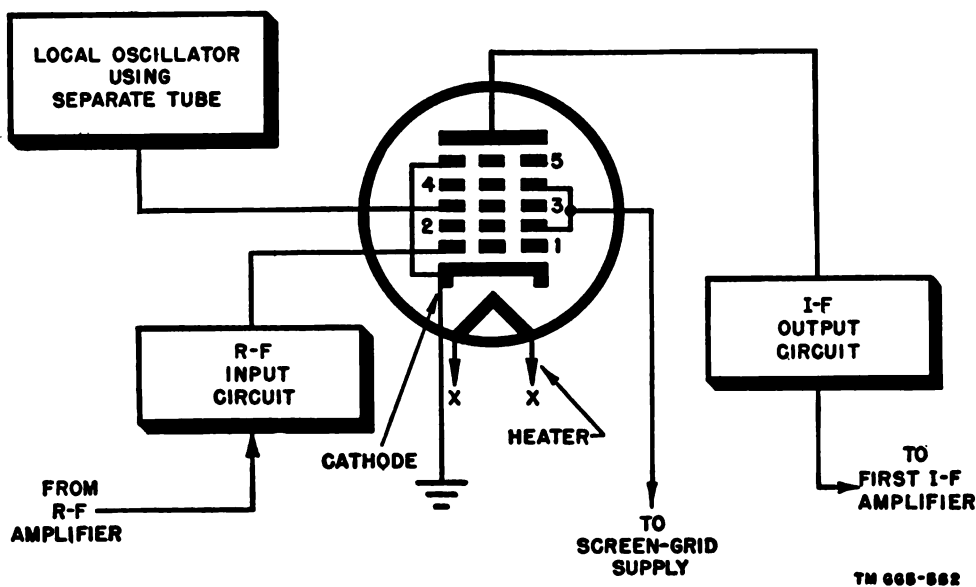 LOCAL OSCILLATOR
USING
SEPARATE TUBE
5
4
3
2
1
R-F
INPUT
CIRCUIT
I-F
OUTPUT
CIRCUIT
X
X
HEATER
CATHODE
FROM
R-F
AMPLIFIER
TO
SCREEN-GRID
SUPPLY
TO
FIRST I-F
AMPLIFIER
TM 665-552